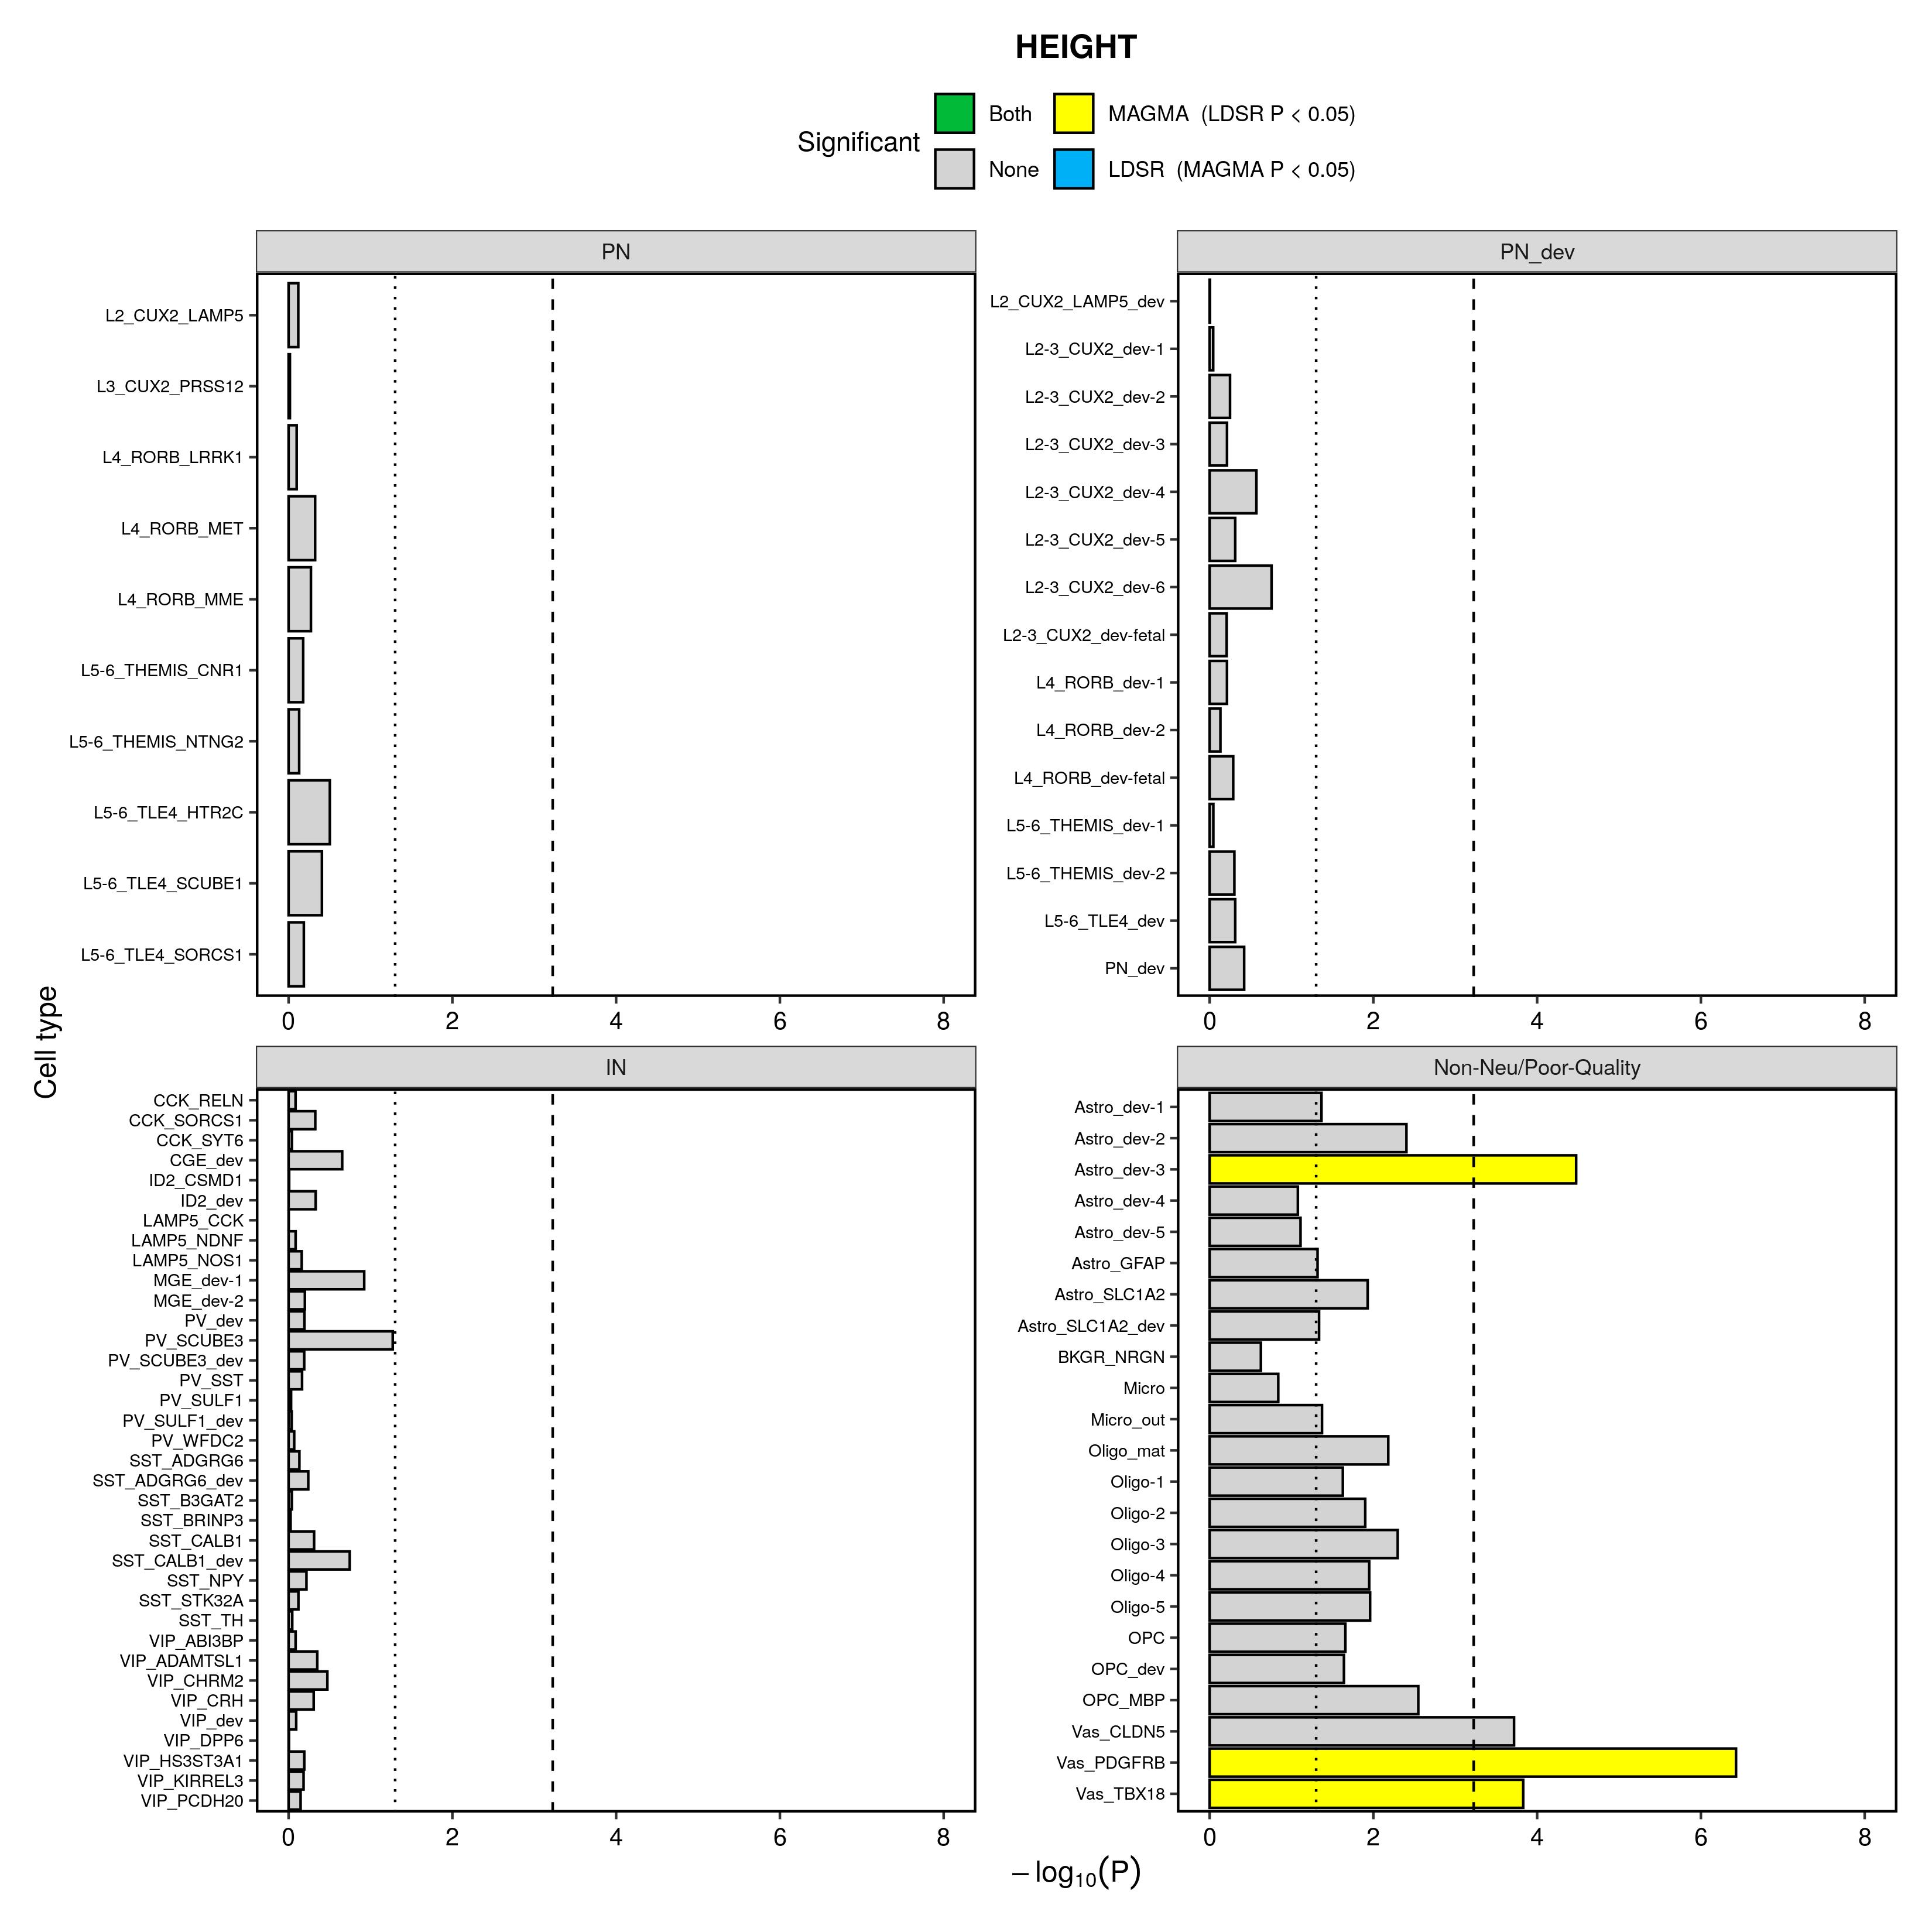 HEIGHT
Significant
Both
MAGMA (LDSR P < 0.05)
None
LDSR (MAGMA P < 0.05)
PN
L2_CUX2_LAMP5
L3_CUX2_PRSS12
L4_RORB_LRRK1
L4_RORB_MET
L4_RORB_MME
L5-6_THEMIS_CNR1
L5-6_THEMIS_NTNG2
L5-6_TLE4_HTR2C
L5-6_TLE4_SCUBE1
L5-6_TLE4_SORCS1
0 2 4 6 8
PN_dev
L2_CUX2_LAMP5_dev
L2-3_CUX2_dev-1
L2-3_CUX2_dev-2
L2-3_CUX2_dev-3
L2-3_CUX2_dev-4
L2-3_CUX2_dev-5
L2-3_CUX2_dev-6
L2-3_CUX2_dev-fetal
L4_RORB_dev-1
L4_RORB_dev-2
L4_RORB_dev-fetal
L5-6_THEMIS_dev-1
L5-6_THEMIS_dev-2
L5-6_TLE4_dev
PN_dev
0 2 4 6 8
Cell type
IN
CCK_RELN
CCK_SORCS1
CCK_SYT6
CGE_dev
ID2_CSMD1
ID2_dev
LAMP5_CCK
LAMP5_NDNF
LAMP5_NOS1
MGE_dev-1
MGE_dev-2
PV_dev
PV_SCUBE3
PV_SCUBE3_dev
PV_SST
PV_SULF1
PV_SULF1_dev
PV_WFDC2
SST_ADGRG6
SST_ADGRG6_dev
SST_B3GAT2
SST_BRINP3
SST_CALB1
SST_CALB1_dev
SST_NPY
SST_STK32A
SST_TH
VIP_ABI3BP
VIP_ADAMTSL1
VIP_CHRM2
VIP_CRH
VIP_dev
VIP_DPP6
VIP_HS3ST3A1
VIP_KIRREL3
VIP_PCDH20
0 2 4 6 8
Non-Neu/Poor-Quality
Astro_dev-1
Astro_dev-2
Astro_dev-3
Astro_dev-4
Astro_dev-5
Astro_GFAP
Astro_SLC1A2
Astro_SLC1A2_dev
BKGR_NRGN
Micro
Micro_out
Oligo_mat
Oligo-1
Oligo-2
Oligo-3
Oligo-4
Oligo-5
OPC
OPC_dev
OPC_MBP
Vas_CLDN5
Vas_PDGFRB
Vas_TBX18
0 2 4 6 8
−log₁₀(P)